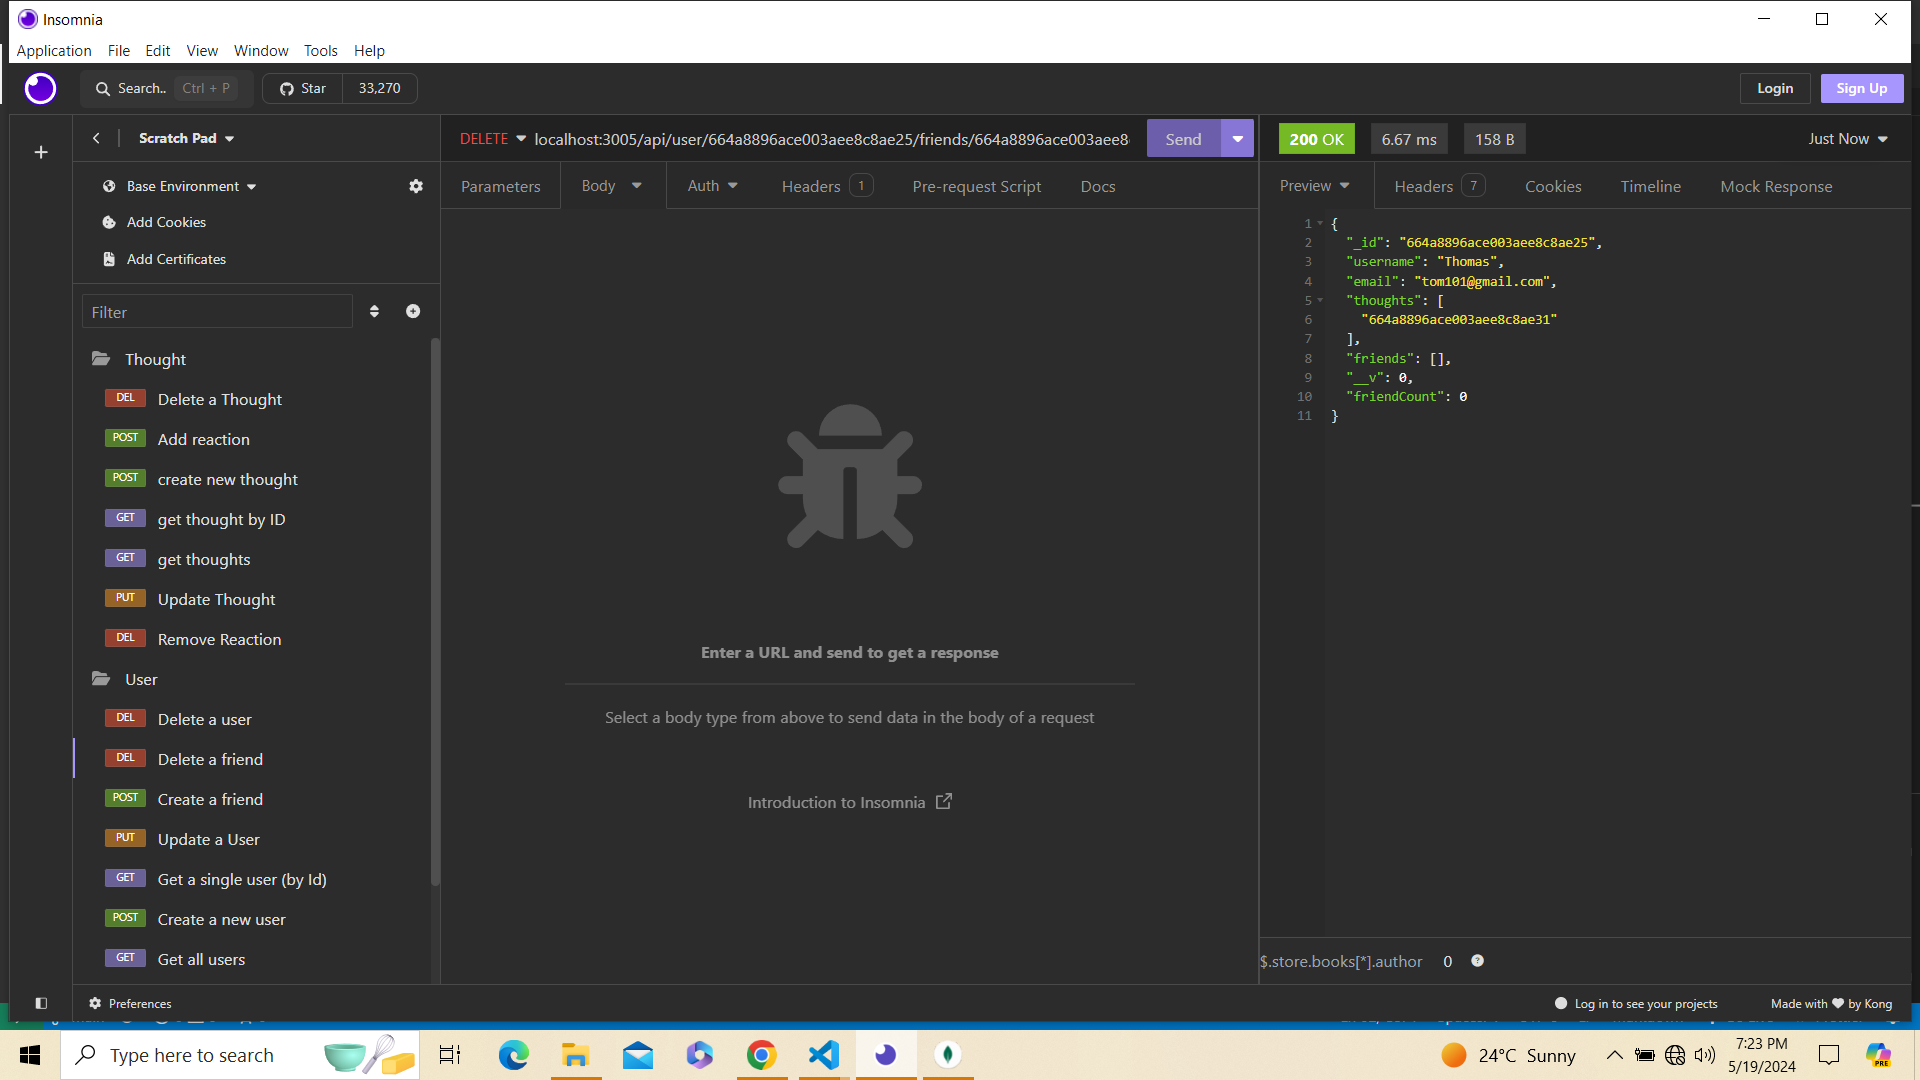 Insomnia
Application File Edit View Window Tools Help
Search.. Ctrl + P Star 33,270 Login Sign Up
Scratch Pad
Base Environment
Add Cookies
Add Certificates
Filter
Thought
DEL Delete a Thought
POST Add reaction
POST create new thought
GET get thought by ID
GET get thoughts
PUT Update Thought
DEL Remove Reaction
User
DEL Delete a user
DEL Delete a friend
POST Create a friend
PUT Update a User
GET Get a single user (by Id)
POST Create a new user
GET Get all users
Preferences
DELETE localhost:3005/api/user/664a8896ace003aee8c8ae25/friends/664a8896ace003aee8 Send
Parameters Body Auth Headers 1 Pre-request Script Docs
Enter a URL and send to get a response
Select a body type from above to send data in the body of a request
Introduction to Insomnia
200 OK 6.67 ms 158 B Just Now
Preview Headers 7 Cookies Timeline Mock Response
1 {
2 "_id": "664a8896ace003aee8c8ae25",
3 "username": "Thomas",
4 "email": "tom101@gmail.com",
5 "thoughts": [
6 "664a8896ace003aee8c8ae31"
7 ],
8 "friends": [],
9 "__v": 0,
10 "friendCount": 0
11 }
$.store.books[*].author 0
Log in to see your projects Made with ❤ by Kong
Type here to search
24°C Sunny
7:23 PM
5/19/2024
PRE